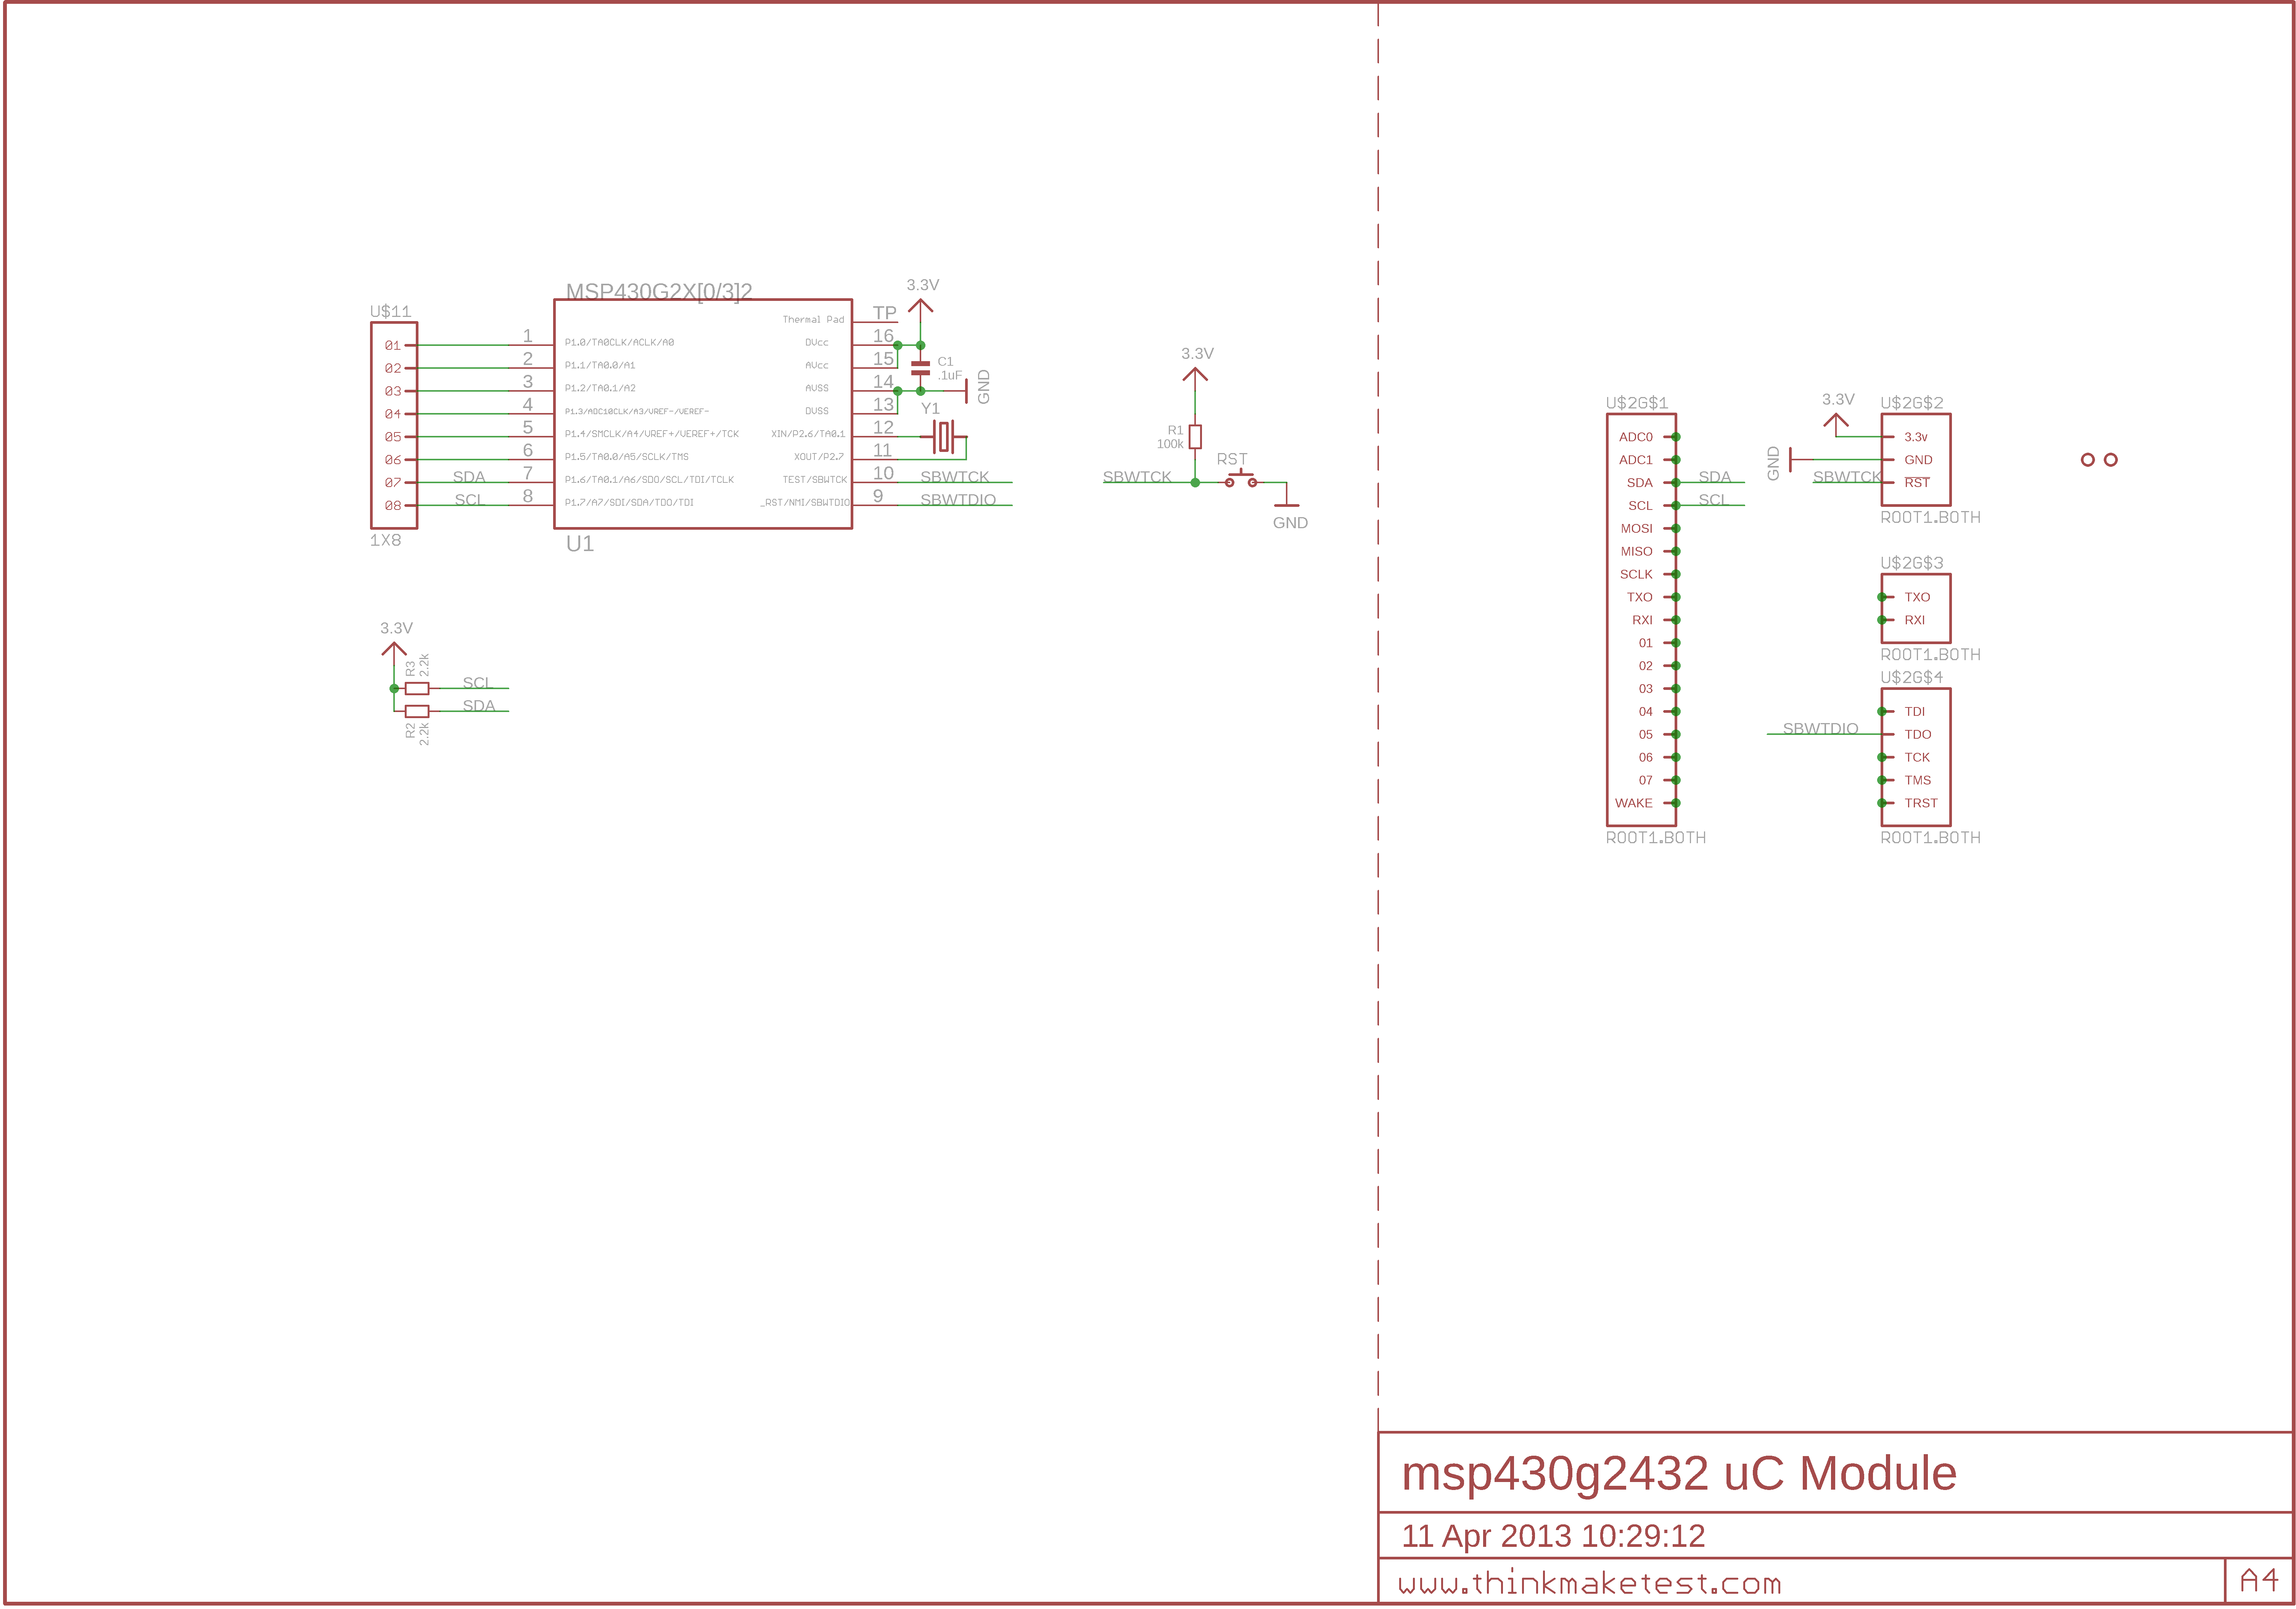 MSP430G2X[0/3]2
U$11
01
02
03
04
05
06
07
08
1X8
SDA
SCL
1
2
3
4
5
6
7
8
P1.0/TA0CLK/ACLK/A0
P1.1/TA0.0/A1
P1.2/TA0.1/A2
P1.3/ADC10CLK/A3/VREF-/VEREF-
P1.4/SMCLK/A4/VREF+/VEREF+/TCK
P1.5/TA0.0/A5/SCLK/TMS
P1.6/TA0.1/A6/SDO/SCL/TDI/TCLK
P1.7/A7/SDI/SDA/TDO/TDI
Thermal Pad
DVcc
AVcc
AVSS
DVSS
XIN/P2.6/TA0.1
XOUT/P2.7
TEST/SBWTCK
_RST/NMI/SBWTDIO
TP
16
15
14
13
12
11
10
9
U1
3.3V
C1
.1uF
GND
Y1
SBWTCK
SBWTDIO
3.3V
R1
100k
SBWTCK
RST
GND
3.3V
R3
2.2k
SCL
SDA
R2
2.2k
U$2G$1
ADC0
ADC1
SDA
SCL
MOSI
MISO
SCLK
TXO
RXI
01
02
03
04
05
06
07
WAKE
ROOT1.BOTH
SDA
SCL
3.3V
GND
SBWTCK
U$2G$2
3.3v
GND
RST
ROOT1.BOTH
U$2G$3
TXO
RXI
ROOT1.BOTH
U$2G$4
SBWTDIO
TDI
TDO
TCK
TMS
TRST
ROOT1.BOTH
msp430g2432 uC Module
11 Apr 2013 10:29:12
www.thinkmaketest.com
A4